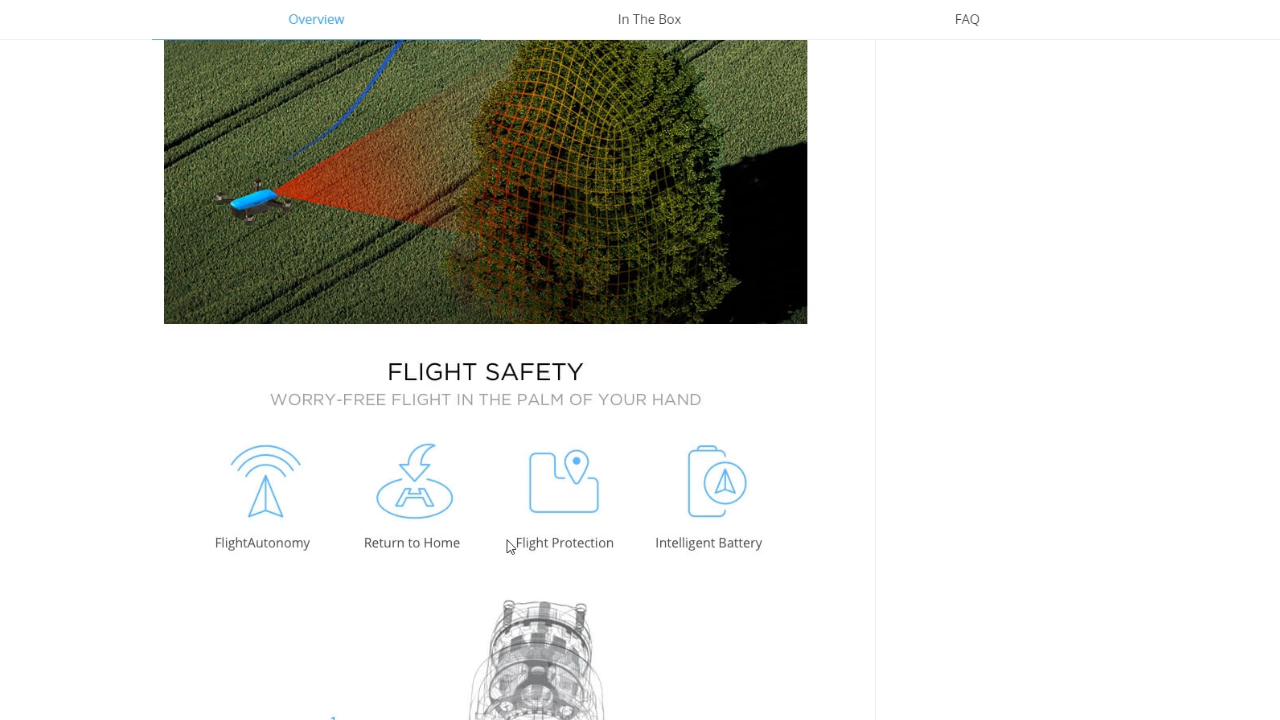 Overview
In The Box
FAQ
FLIGHT SAFETY
WORRY-FREE FLIGHT IN THE PALM OF YOUR HAND
FlightAutonomy
Return to Home
Flight Protection
Intelligent Battery